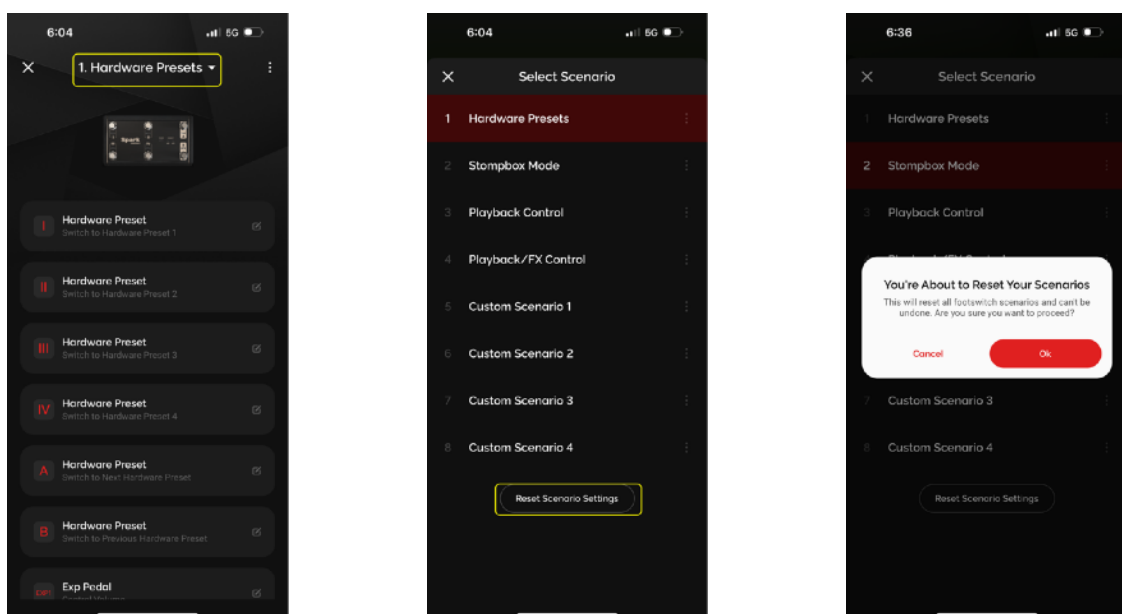 6:04
5G
1. Hardware Presets
Spark
I
Hardware Preset
Switch to Hardware Preset 1
II
Hardware Preset
Switch to Hardware Preset 2
III
Hardware Preset
Switch to Hardware Preset 3
IV
Hardware Preset
Switch to Hardware Preset 4
A
Hardware Preset
Switch to Next Hardware Preset
B
Hardware Preset
Switch to Previous Hardware Preset
Exp Pedal
6:04
5G
Select Scenario
1 Hardware Presets
2 Stompbox Mode
3 Playback Control
4 Playback/FX Control
5 Custom Scenario 1
6 Custom Scenario 2
7 Custom Scenario 3
8 Custom Scenario 4
Reset Scenario Settings
6:36
5G
Select Scenario
1 Hardware Presets
2 Stompbox Mode
3 Playback Control
You're About to Reset Your Scenarios
This will reset all footswitch scenarios and can't be
undone. Are you sure you want to proceed?
Cancel
Ok
7 Custom Scenario 3
8 Custom Scenario 4
Reset Scenario Settings